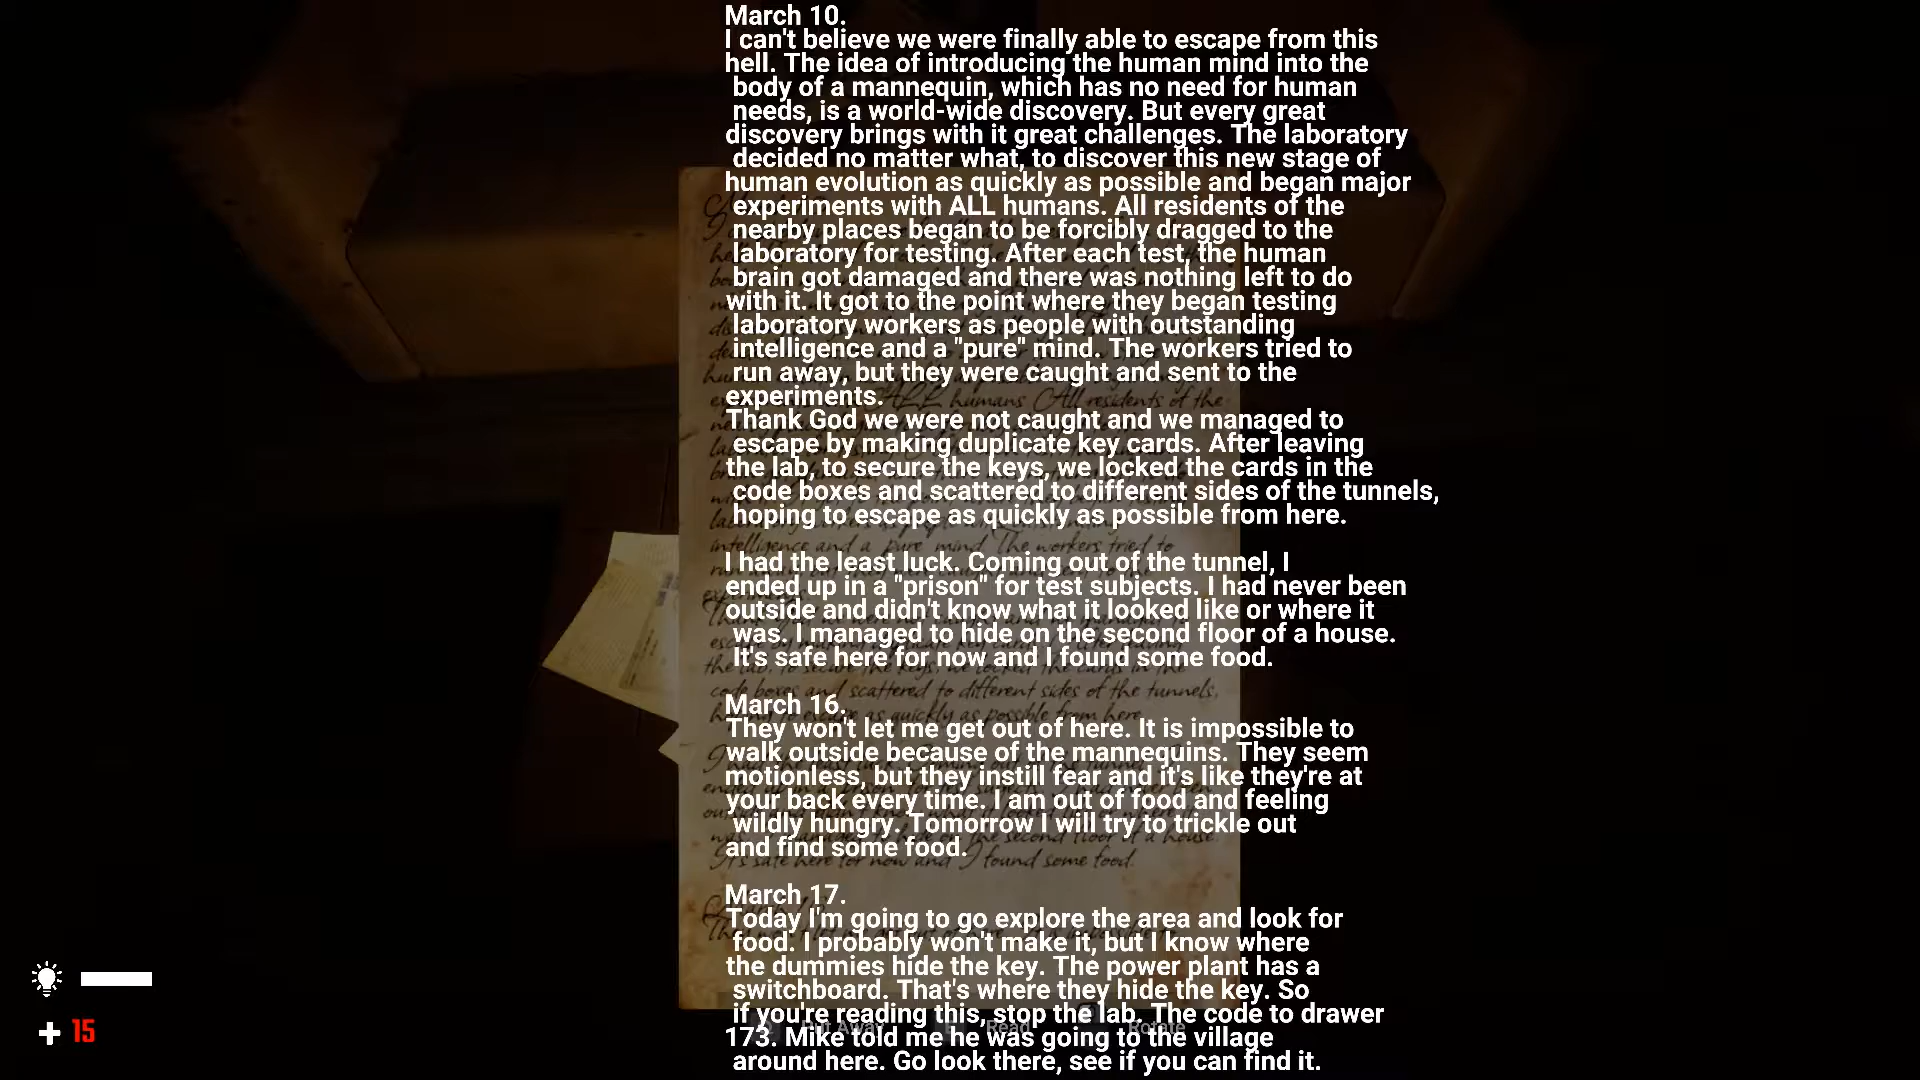 March 10.
I can't believe we were finally able to escape from this
hell. The idea of introducing the human mind into the
body of a mannequin, which has no need for human
needs, is a world-wide discovery. But every great
discovery brings with it great challenges. The laboratory
decided no matter what, to discover this new stage of
human evolution as quickly as possible and began major
experiments with ALL humans. All residents of the
nearby places began to be forcibly dragged to the
laboratory for testing. After each test, the human
brain got damaged and there was nothing left to do
with it. It got to the point where they began testing
laboratory workers as people with outstanding
intelligence and a "pure" mind. The workers tried to
run away, but they were caught and sent to the
experiments.
Thank God we were not caught and we managed to
escape by making duplicate key cards. After leaving
the lab, to secure the keys, we locked the cards in the
code boxes and scattered to different sides of the tunnels,
hoping to escape as quickly as possible from here.
I had the least luck. Coming out of the tunnel, I
ended up in a "prison" for test subjects. I had never been
outside and didn't know what it looked like or where it
was. I managed to hide on the second floor of a house.
It's safe here for now and I found some food.
March 16.
They won't let me get out of here. It is impossible to
walk outside because of the mannequins. They seem
motionless, but they instill fear and it's like they're at
your back every time. I am out of food and feeling
wildly hungry. Tomorrow I will try to trickle out
and find some food.
March 17.
Today I'm going to go explore the area and look for
food. I probably won't make it, but I know where
the dummies hide the key. The power plant has a
switchboard. That's where they hide the key. So
if you're reading this, stop the lab. The code to drawer
173. Mike told me he was going to the village
around here. Go look there, see if you can find it.
Put Away Read Rotate
15